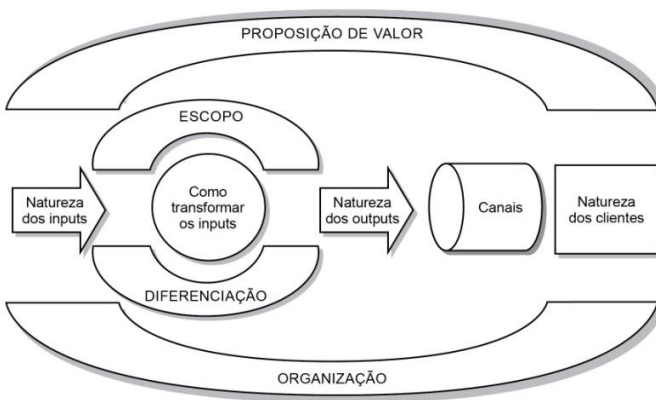 PROPOSIÇÃO DE VALOR
ESCOPO
Natureza
dos inputs
Como
transformar
os inputs
Natureza
dos outputs
Canais
Natureza
dos clientes
DIFERENCIAÇÃO
ORGANIZAÇÃO